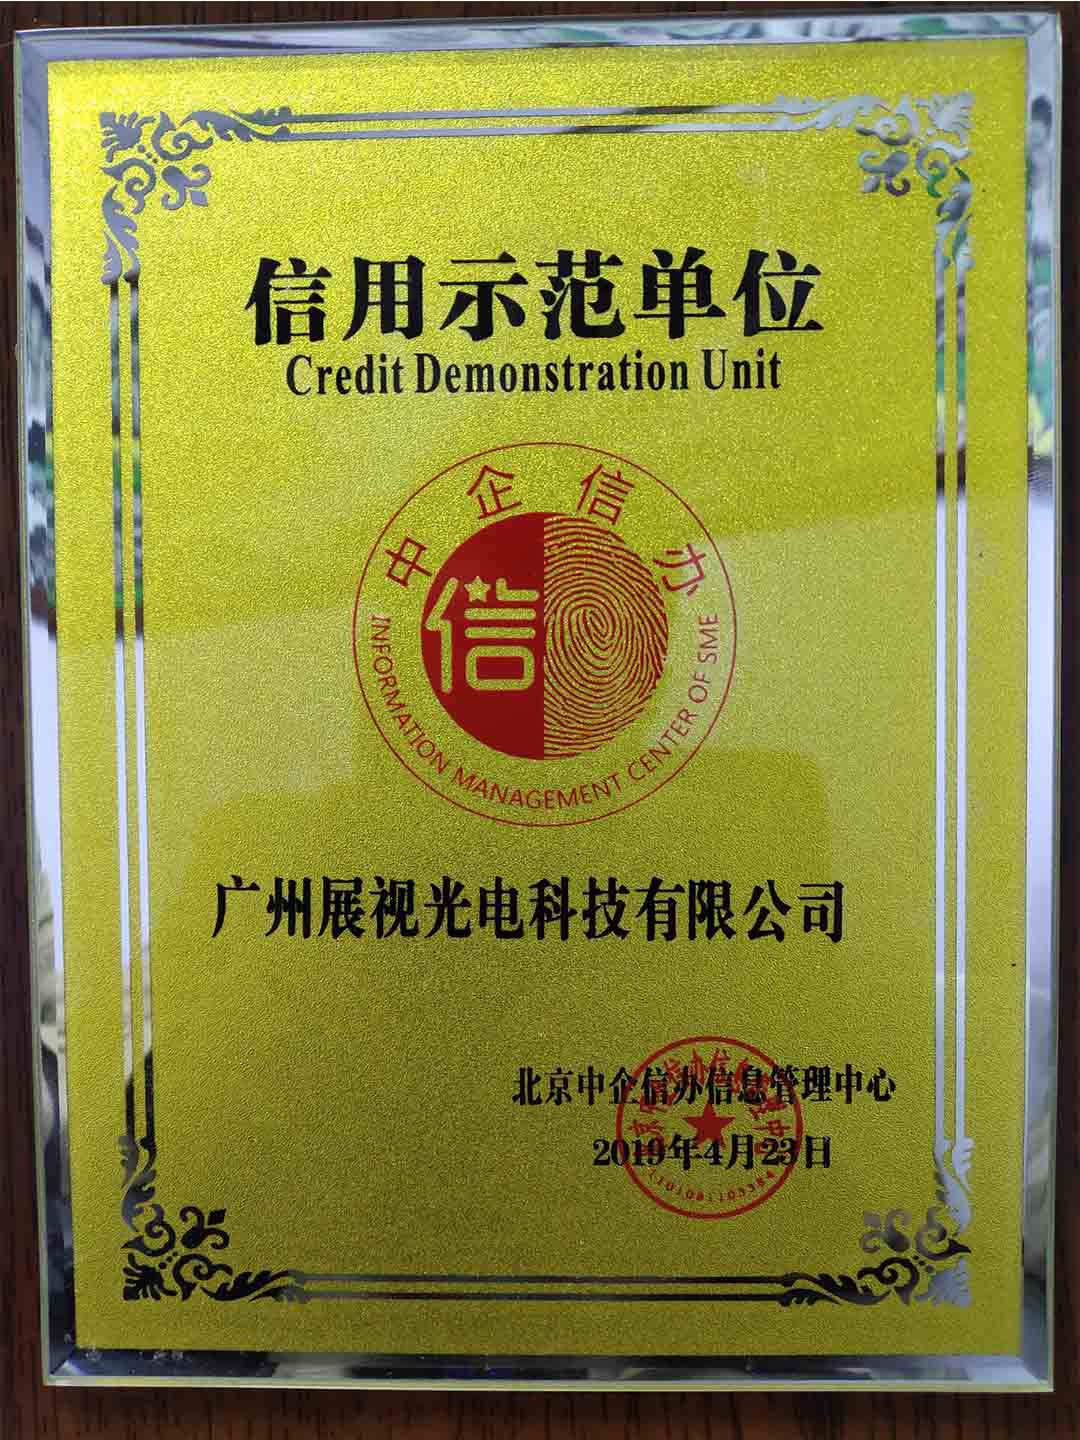 信用示范单位
Credit Demonstration Unit
中企信办
信
INFORMATION MANAGEMENT CENTER OF SME
广州展视光电科技有限公司
北京中企信办信息管理中心
2019年4月23日